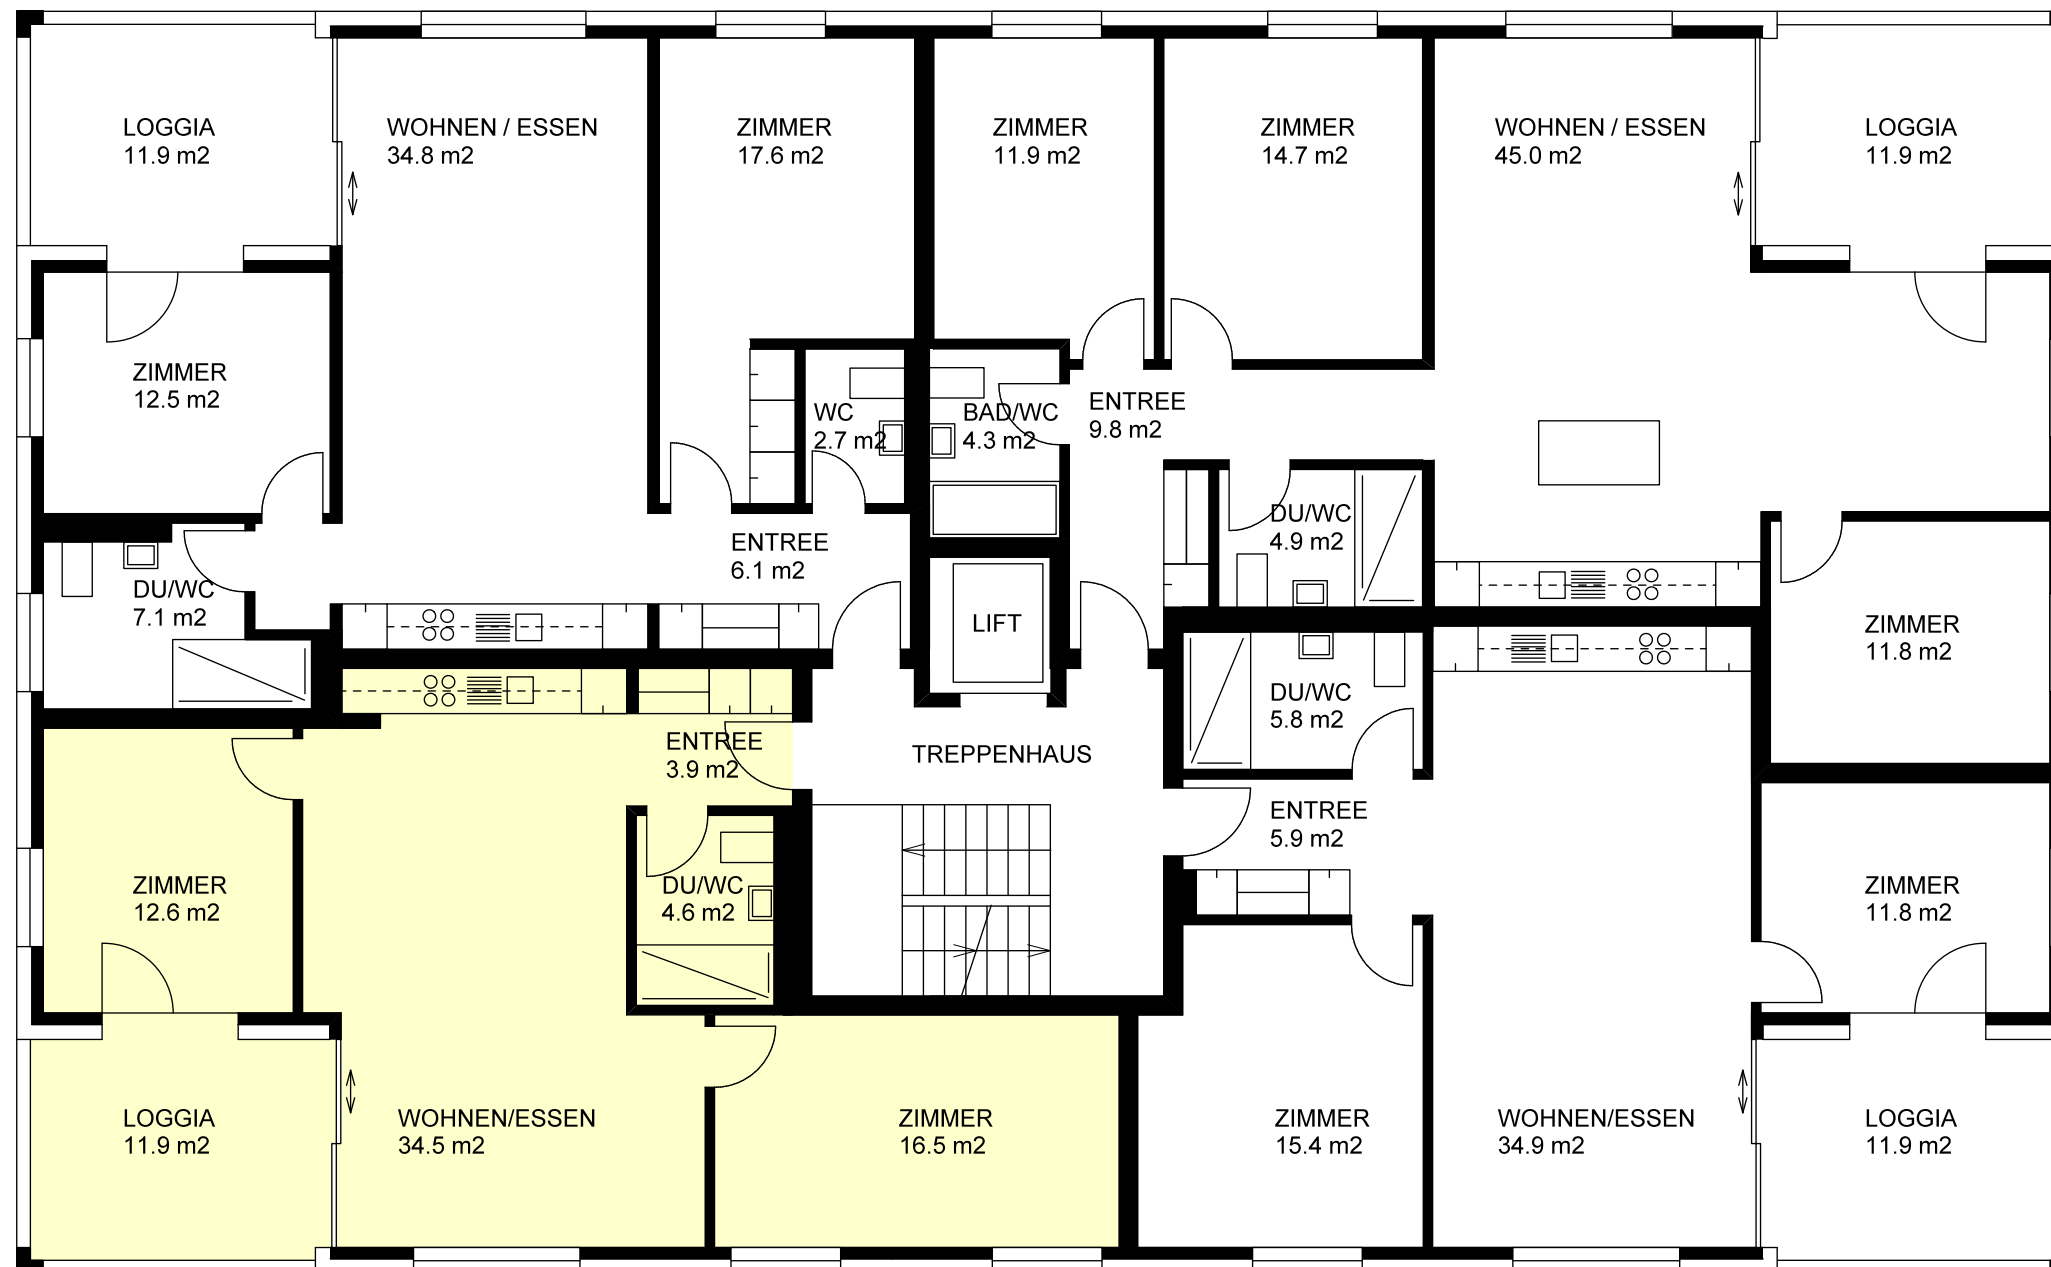 LOGGIA
11.9 m2
WOHNEN / ESSEN
34.8 m2
ZIMMER
17.6 m2
ZIMMER
11.9 m2
ZIMMER
14.7 m2
WOHNEN / ESSEN
45.0 m2
LOGGIA
11.9 m2
ZIMMER
12.5 m2
WC
2.7 m2
BAD/WC
4.3 m2
ENTREE
9.8 m2
DU/WC
4.9 m2
ENTREE
6.1 m2
DU/WC
7.1 m2
LIFT
ZIMMER
11.8 m2
DU/WC
5.8 m2
ENTREE
3.9 m2
TREPPENHAUS
ENTREE
5.9 m2
ZIMMER
12.6 m2
DU/WC
4.6 m2
ZIMMER
11.8 m2
LOGGIA
11.9 m2
WOHNEN/ESSEN
34.5 m2
ZIMMER
16.5 m2
ZIMMER
15.4 m2
WOHNEN/ESSEN
34.9 m2
LOGGIA
11.9 m2